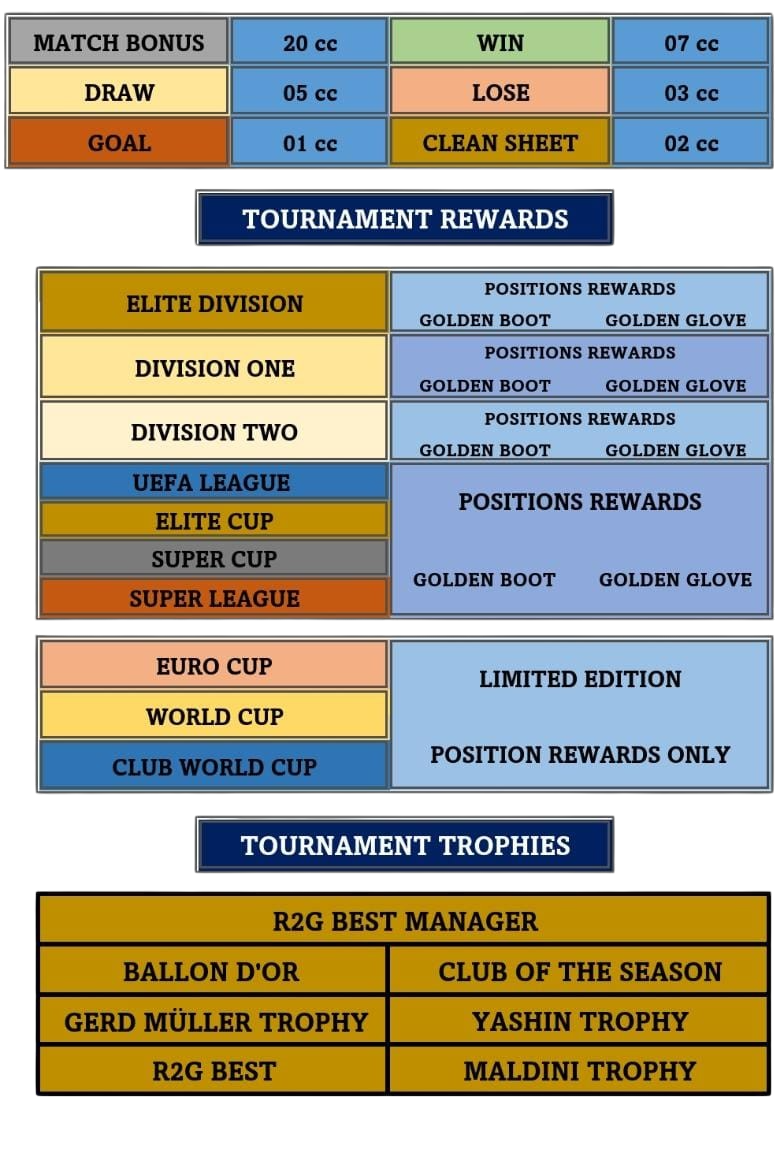 MATCH BONUS 20 cc WIN 07 cc
DRAW 05 cc LOSE 03 cc
GOAL 01 cc CLEAN SHEET 02 cc
TOURNAMENT REWARDS
ELITE DIVISION
POSITIONS REWARDS
GOLDEN BOOT GOLDEN GLOVE
DIVISION ONE
POSITIONS REWARDS
GOLDEN BOOT GOLDEN GLOVE
DIVISION TWO
POSITIONS REWARDS
GOLDEN BOOT GOLDEN GLOVE
UEFA LEAGUE
ELITE CUP
SUPER CUP
SUPER LEAGUE
POSITIONS REWARDS
GOLDEN BOOT GOLDEN GLOVE
EURO CUP
WORLD CUP
CLUB WORLD CUP
LIMITED EDITION
POSITION REWARDS ONLY
TOURNAMENT TROPHIES
R2G BEST MANAGER
BALLON D'OR CLUB OF THE SEASON
GERD MÜLLER TROPHY YASHIN TROPHY
R2G BEST MALDINI TROPHY